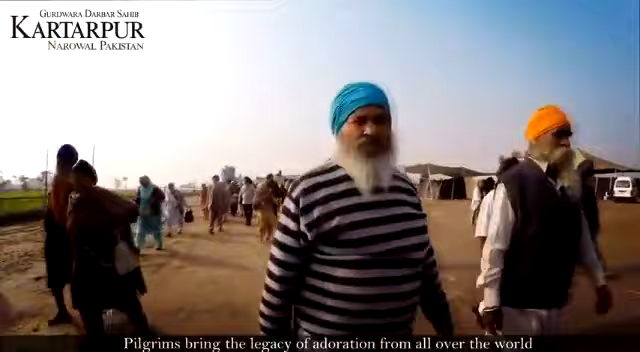 GURDWARA DARBAR SAHIB
KARTARPUR
NAROWAL PAKISTAN
Pilgrims bring the legacy of adoration from all over the world